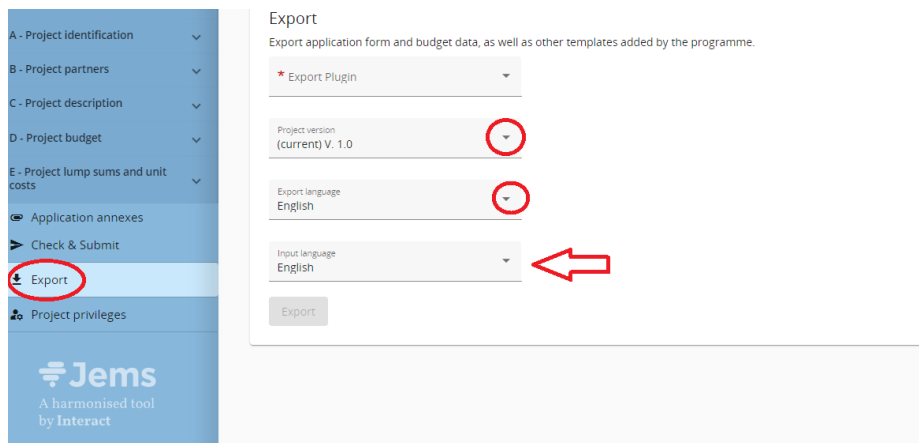 A - Project identification
B - Project partners
C - Project description
D - Project budget
E - Project lump sums and unit
costs
Application annexes
Check & Submit
Export
Project privileges
Jems
A harmonised tool
by Interact
Export
Export application form and budget data, as well as other templates added by the programme.
* Export Plugin
Project version
(current) V. 1.0
Export language
English
Input language
English
Export